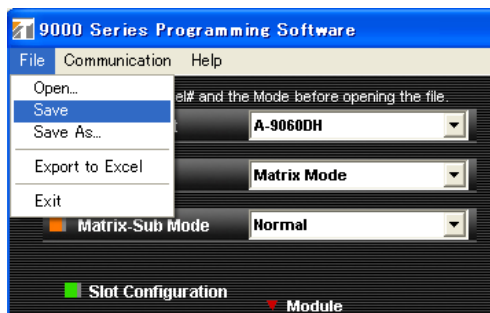 9000 Series Programming Software
File Communication Help
Open...
el# and the Mode before opening the file.
Save
Save As...
A-9060DH
Export to Excel
Matrix Mode
Exit
Matrix-Sub Mode Normal
Slot Configuration
Module